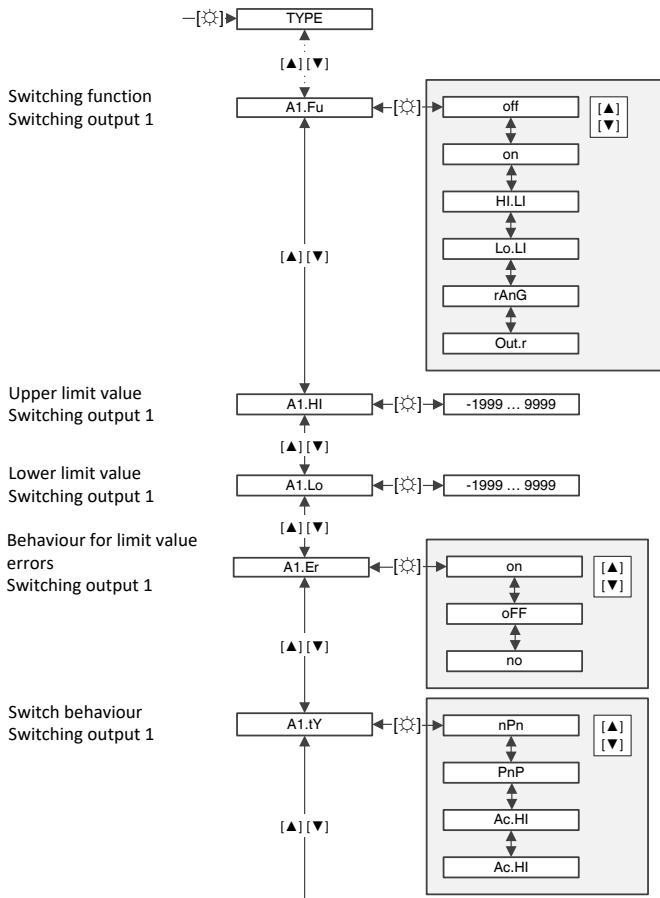 [☼] TYPE
[▲] [▼]
Switching function
Switching output 1
A1.Fu [☼] off [▲]
[▼]
on
HI.LI
Lo.LI
rAnG
Out.r
[▲] [▼]
Upper limit value
Switching output 1
A1.HI [☼] -1999 ... 9999
[▲] [▼]
Lower limit value
Switching output 1
A1.Lo [☼] -1999 ... 9999
[▲] [▼]
Behaviour for limit value
errors
Switching output 1
A1.Er [☼] on [▲]
[▼]
oFF
no
[▲] [▼]
Switch behaviour
Switching output 1
A1.tY [☼] nPn [▲]
[▼]
PnP
Ac.HI
Ac.HI
[▲] [▼]